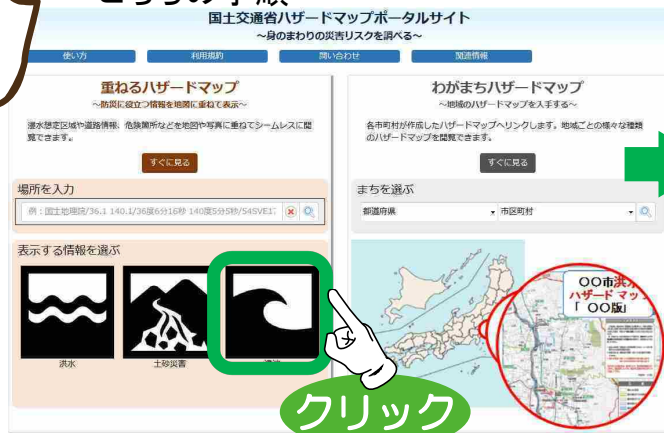 こちらの手順
国土交通省ハザードマップポータルサイト
～身のまわりの災害リスクを調べる～
使い方
利用規約
問い合わせ
関連情報
重ねるハザードマップ
～防災に役立つ情報を地図に重ねて表示～
浸水想定区域や道路情報、危険箇所などを地図や写真に重ねてシームレスに閲
覧できます。
すぐに見る
場所を入力
例：国土地理院/36.1 140.1/36度6分16秒 140度5分5秒/54SVE1
表示する情報を選ぶ
洪水
土砂災害
わがまちハザードマップ
～地域のハザードマップを入手する～
各市町村が作成したハザードマップへリンクします。地域ごとの様々な種類
のハザードマップを閲覧できます。
すぐに見る
まちを選ぶ
都道府県
市区町村
〇〇市洪水
ハザードマッ
「 〇〇版」
クリック